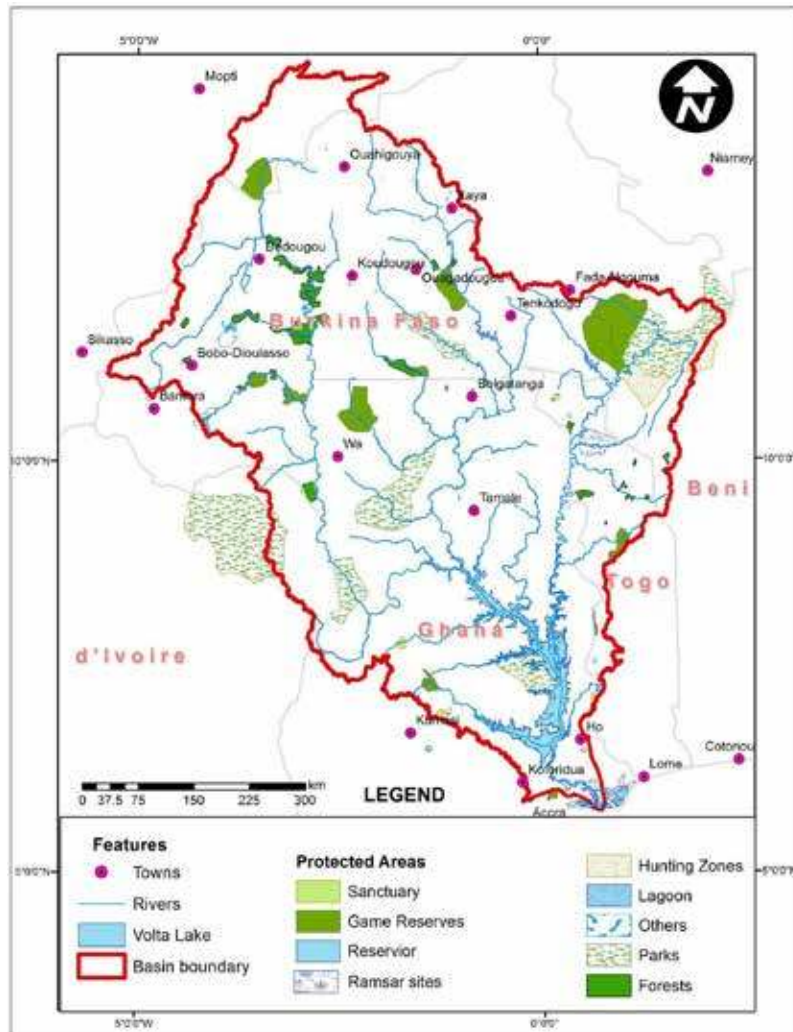 5°0'0"W
0°0'0"
Mopti
N
Niamey
Ouahigouya
Kaya
Dedougou
Koudougou
Ouagadougou
Fada-Ngouma
Tenkodogo
Burkina Faso
Sikasso
Bobo-Dioulasso
Banfora
Bolgatanga
Wa
10°0'0"N
10°0'0"
Beni
Tamale
Togo
Ghana
d'Ivoire
Kumasi
Ho
Cotonou
Koforidua
Lome
Accra
km
0 37.5 75 150 225 300
LEGEND
Features
Towns
Rivers
Volta Lake
Basin boundary
Protected Areas
Sanctuary
Game Reserves
Reservior
Ramsar sites
Hunting Zones
Lagoon
Others
Parks
Forests
5°0'0"N
5°0'0"N
5°0'0"W
0°0'0"